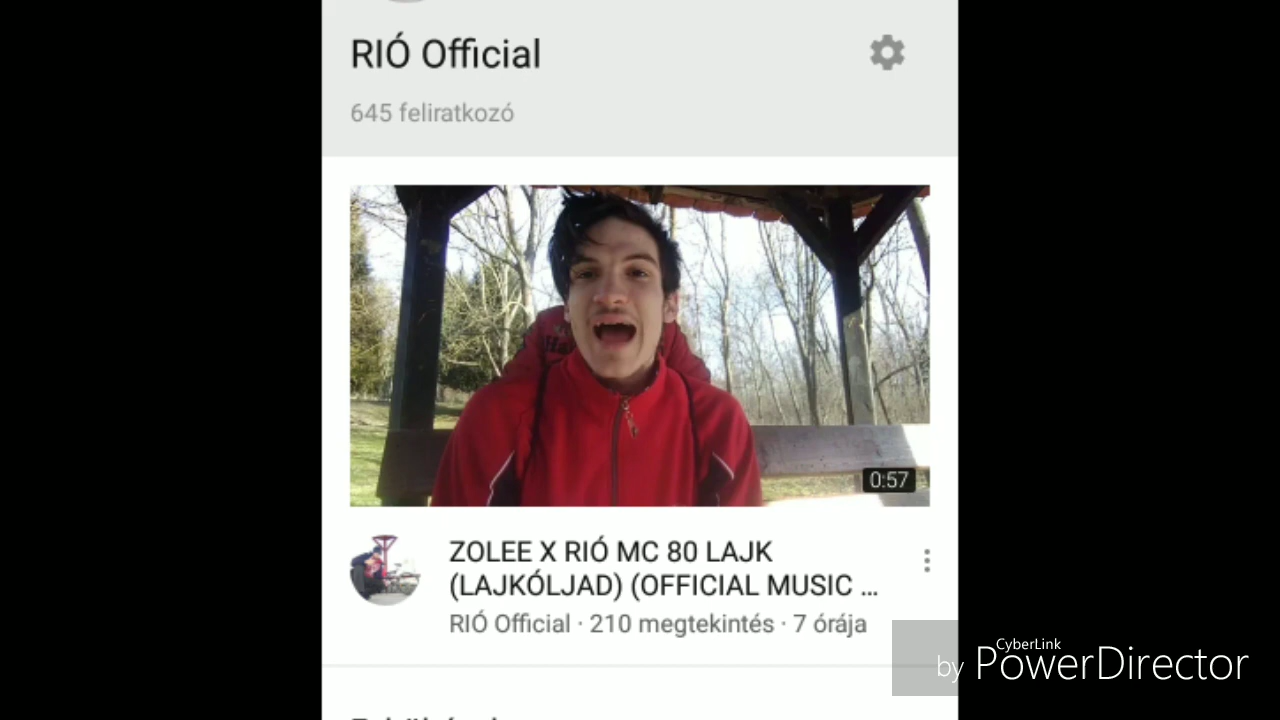 RIÓ Official
645 feliratkozó
0:57
ZOLEE X RIÓ MC 80 LAJK
(LAJKÓLJAD) (OFFICIAL MUSIC ...
RIÓ Official · 210 megtekintés · 7 órája
CyberLink
by PowerDirector